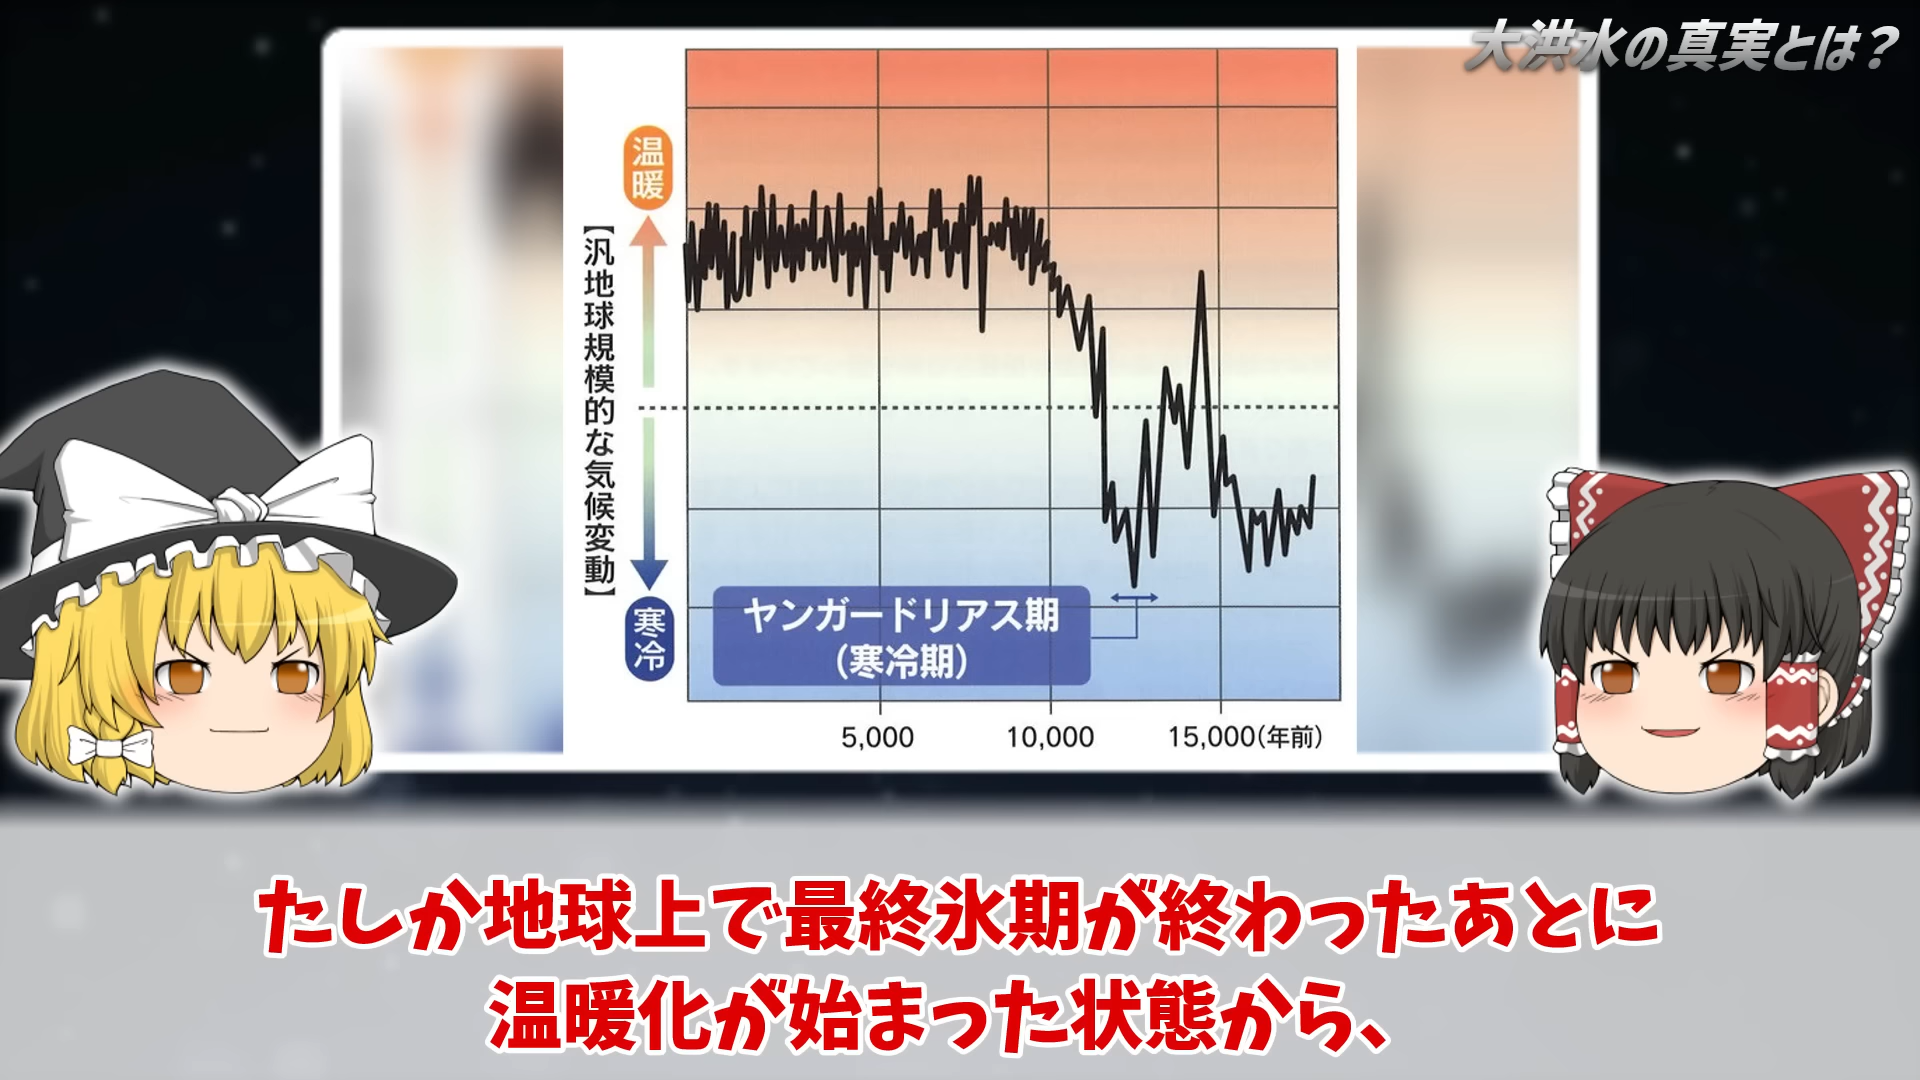 大洪水の真実とは？
温暖
【汎地球規模的な気候変動】
寒冷
ヤンガードリアス期
（寒冷期）
5,000
10,000
15,000(年前)
たしか地球上で最終氷期が終わったあとに
温暖化が始まった状態から、